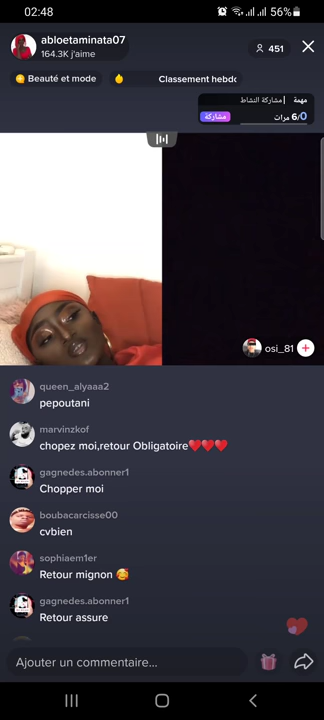 02:48
56%
abloetaminata07
164.3K j'aime
451
Beauté et mode
Classement hebdo
مهمة | مشاركة النشاط
6/0 مرات
مشاركة
osi_81
queen_alyaaa2
pepoutani
marvinzkof
chopez moi,retour Obligatoire❤️❤️❤️
gagnedes.abonner1
Chopper moi
boubacarcisse00
cvbien
sophiaem1er
Retour mignon 🥰
gagnedes.abonner1
Retour assure
Ajouter un commentaire...